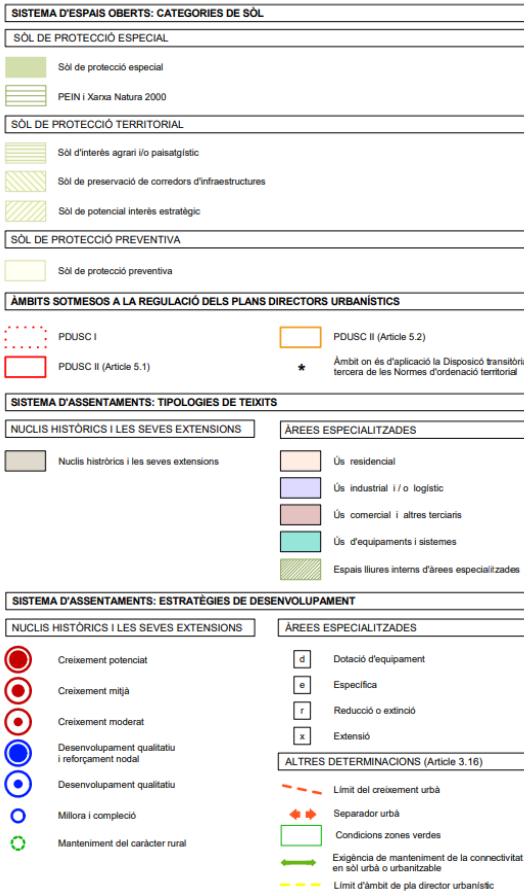 SISTEMA D'ESPAIS OBERTS: CATEGORIES DE SÒL
SÒL DE PROTECCIÓ ESPECIAL
Sòl de protecció especial
PEIN i Xarxa Natura 2000
SÒL DE PROTECCIÓ TERRITORIAL
Sòl d'interès agrari i/o paisatgístic
Sòl de preservació de corredors d'infraestructures
Sòl de potencial interès estratègic
SÒL DE PROTECCIÓ PREVENTIVA
Sòl de protecció preventiva
ÀMBITS SOTMESOS A LA REGULACIÓ DELS PLANS DIRECTORS URBANÍSTICS
PDUSC I
PDUSC II (Article 5.1)
PDUSC II (Article 5.2)
* Àmbit on és d'aplicació la Disposicó transitòria
tercera de les Normes d'ordenació territorial
SISTEMA D'ASSENTAMENTS: TIPOLOGIES DE TEIXITS
NUCLIS HISTÒRICS I LES SEVES EXTENSIONS
Nuclis histròrics i les seves extensions
ÀREES ESPECIALITZADES
Ús residencial
Ús industrial i / o logístic
Ús comercial i altres terciaris
Ús d'equipaments i sistemes
Espais lliures interns d'àrees especialitzades
SISTEMA D'ASSENTAMENTS: ESTRATÈGIES DE DESENVOLUPAMENT
NUCLIS HISTÒRICS I LES SEVES EXTENSIONS
Creixement potenciat
Creixement mitjà
Creixement moderat
Desenvolupament qualitatiu
i reforçament nodal
Desenvolupament qualitatiu
Millora i compleció
Manteniment del caràcter rural
ÀREES ESPECIALITZADES
d Dotació d'equipament
e Específica
r Reducció o extinció
x Extensió
ALTRES DETERMINACIONS (Article 3.16)
Límit del creixement urbà
Separador urbà
Condicions zones verdes
Exigència de manteniment de la connectivitat
en sòl urbà o urbanitzable
Límit d'àmbit de pla director urbanístic